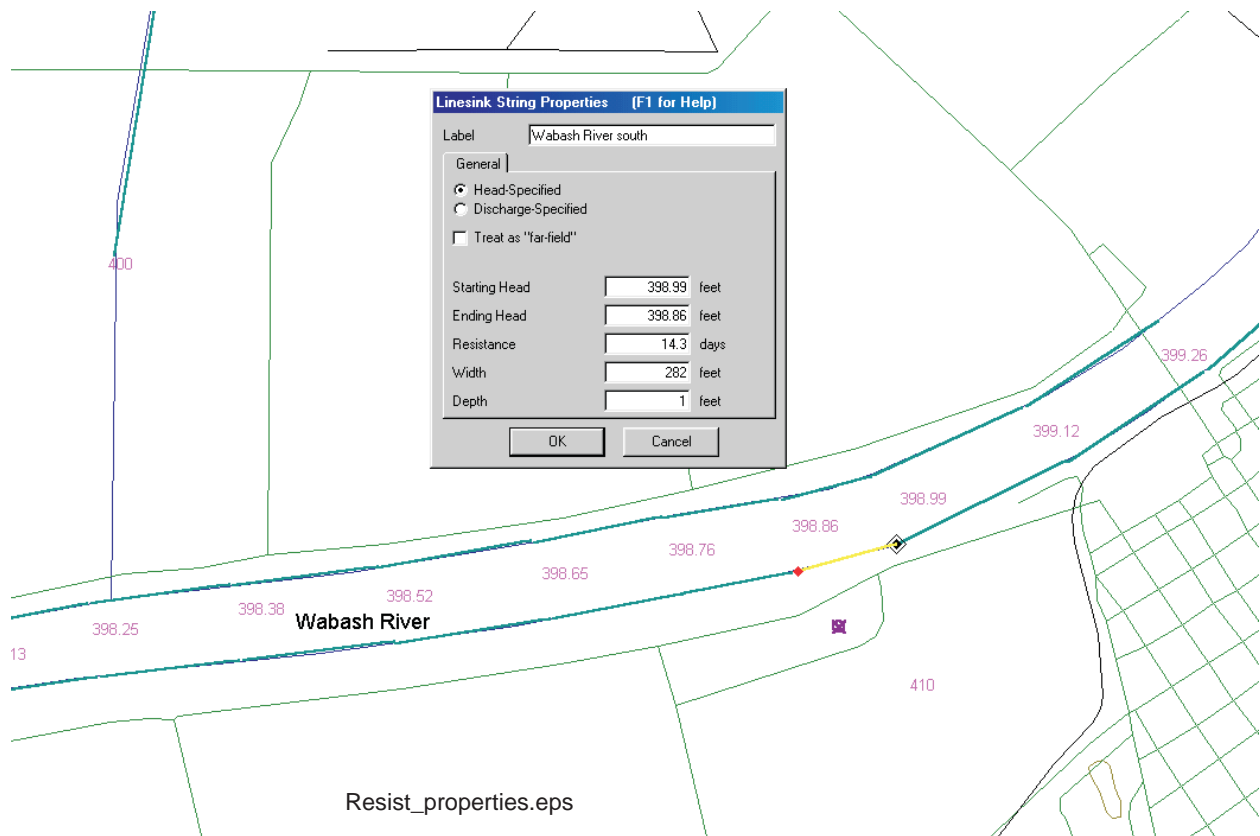 Linesink String Properties (F1 for Help)
Label Wabash River south
General
Head-Specified
Discharge-Specified
Treat as "far-field"
Starting Head 398.99 feet
Ending Head 398.86 feet
Resistance 14.3 days
Width 282 feet
Depth 1 feet
OK Cancel
400
399.26
399.12
398.99
398.86
398.76
398.65
398.52
398.38
Wabash River
398.25
13
410
Resist_properties.eps